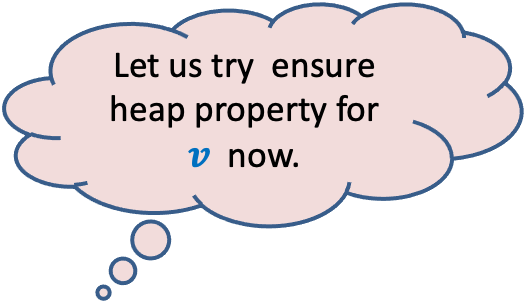 Let us try ensure
heap property for
𝒗 now.